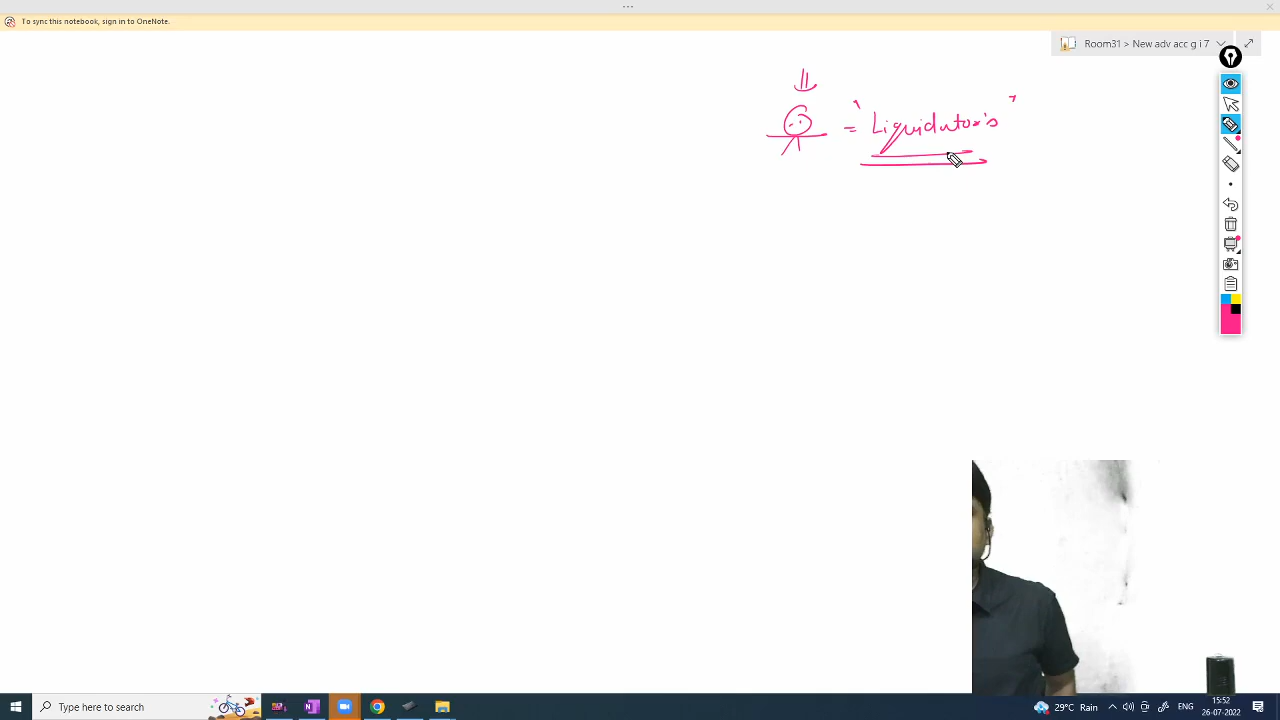 ...
To sync this notebook, sign in to OneNote.
Room31 > New adv acc g i 7
= "Liquidator's"
Type here to search
29°C Rain
ENG
15:52
26-07-2022